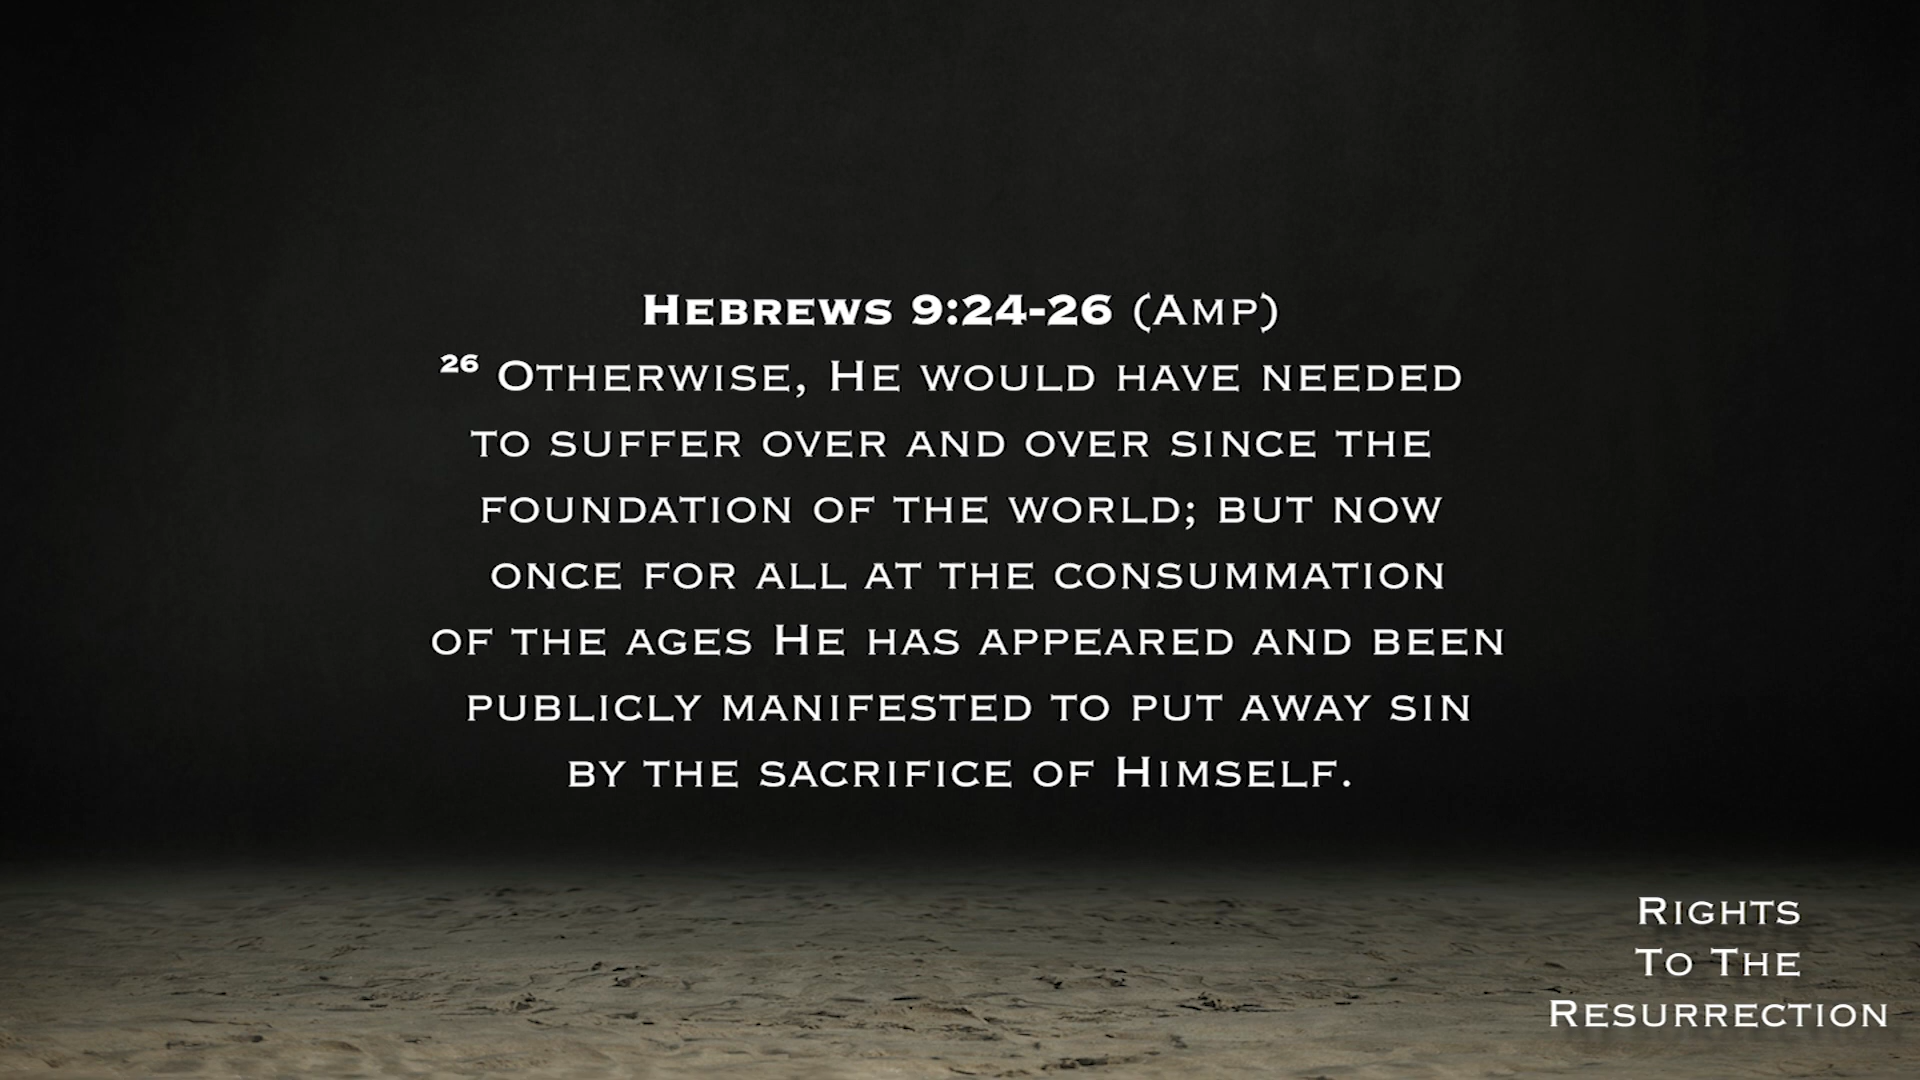 Hebrews 9:24-26 (Amp)
26 Otherwise, He would have needed
to suffer over and over since the
foundation of the world; but now
once for all at the consummation
of the ages He has appeared and been
publicly manifested to put away sin
by the sacrifice of Himself.
Rights
To The
Resurrection